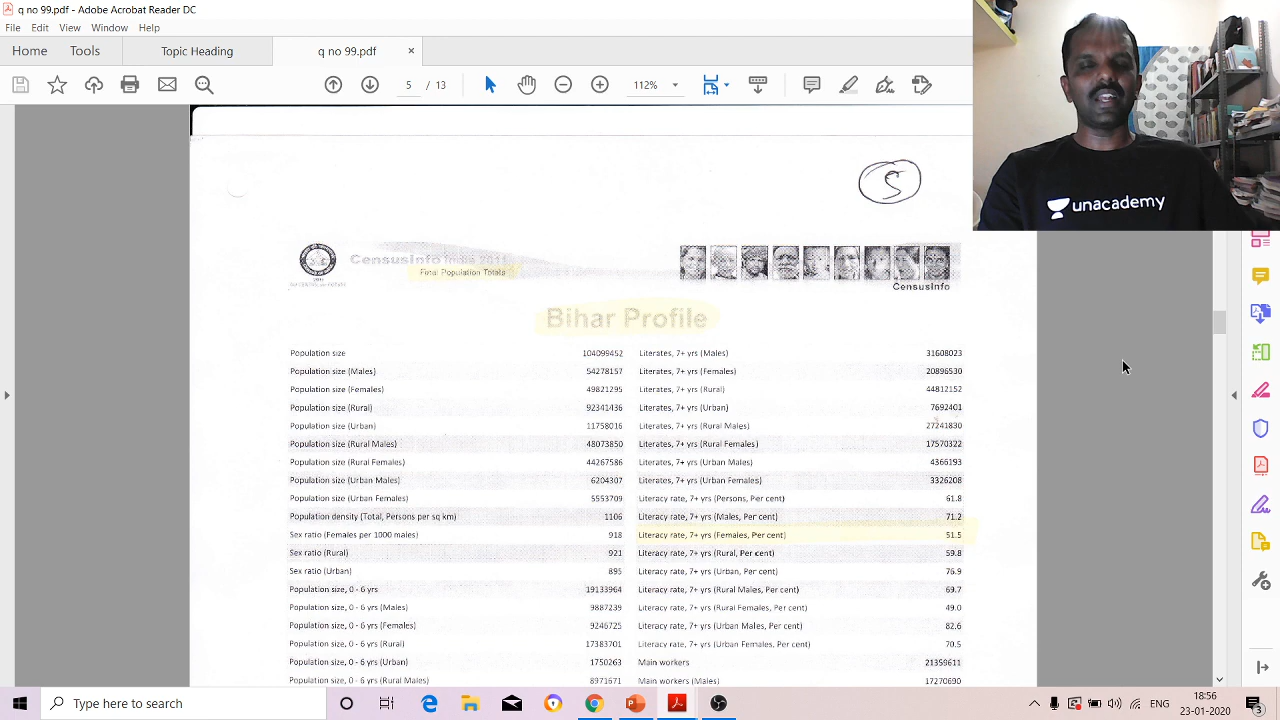 q no 99.pdf - Adobe Acrobat Reader DC
File Edit View Window Help
Home Tools Topic Heading q no 99.pdf ×
5 / 13 112%
unacademy
5
CensusInfo India 2011
Final Population Totals
CensusInfo
Bihar Profile
Population size 104099452 Literates, 7+ yrs (Males) 31608023
Population size (Males) 54278157 Literates, 7+ yrs (Females) 20896530
Population size (Females) 49821295 Literates, 7+ yrs (Rural) 44812152
Population size (Rural) 92341436 Literates, 7+ yrs (Urban) 7692401
Population size (Urban) 11758016 Literates, 7+ yrs (Rural Males) 27241830
Population size (Rural Males) 48073850 Literates, 7+ yrs (Rural Females) 17570322
Population size (Rural Females) 44267586 Literates, 7+ yrs (Urban Males) 4366193
Population size (Urban Males) 6204307 Literates, 7+ yrs (Urban Females) 3326208
Population size (Urban Females) 5553709 Literacy rate, 7+ yrs (Persons, Per cent) 61.8
Population density (Total, Persons per sq km) 1106 Literacy rate, 7+ yrs (Males, Per cent) 71.2
Sex ratio (Females per 1000 males) 918 Literacy rate, 7+ yrs (Females, Per cent) 51.5
Sex ratio (Rural) 921 Literacy rate, 7+ yrs (Rural, Per cent) 59.8
Sex ratio (Urban) 895 Literacy rate, 7+ yrs (Urban, Per cent) 76.9
Population size, 0 - 6 yrs 19133964 Literacy rate, 7+ yrs (Rural Males, Per cent) 69.7
Population size, 0 - 6 yrs (Males) 9887239 Literacy rate, 7+ yrs (Rural Females, Per cent) 49.0
Population size, 0 - 6 yrs (Females) 9246725 Literacy rate, 7+ yrs (Urban Males, Per cent) 82.6
Population size, 0 - 6 yrs (Rural) 17383701 Literacy rate, 7+ yrs (Urban Females, Per cent) 70.5
Population size, 0 - 6 yrs (Urban) 1750263 Main workers 21359611
Population size, 0 - 6 yrs (Rural Males) 8971671 Main workers (Males) 17270690
Type here to search
ENG 18:56
23-01-2020
3